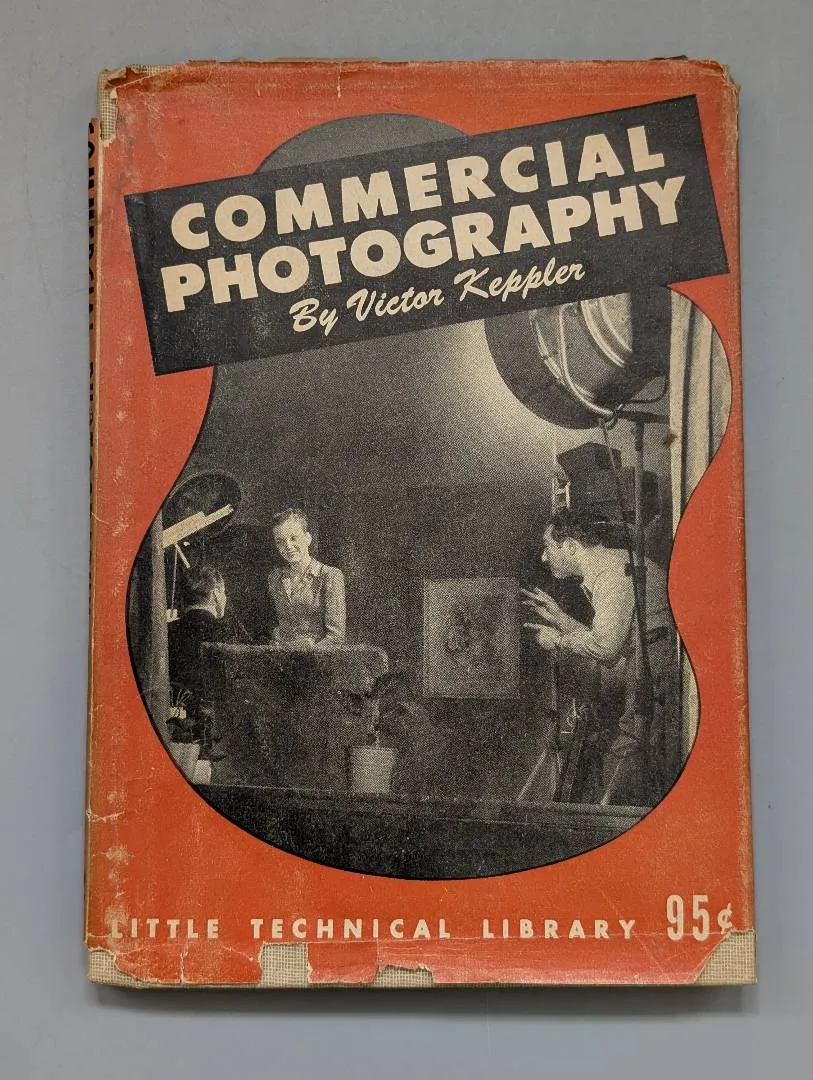 COMMERCIAL
PHOTOGRAPHY
By Victor Keppler
LITTLE TECHNICAL LIBRARY 95¢